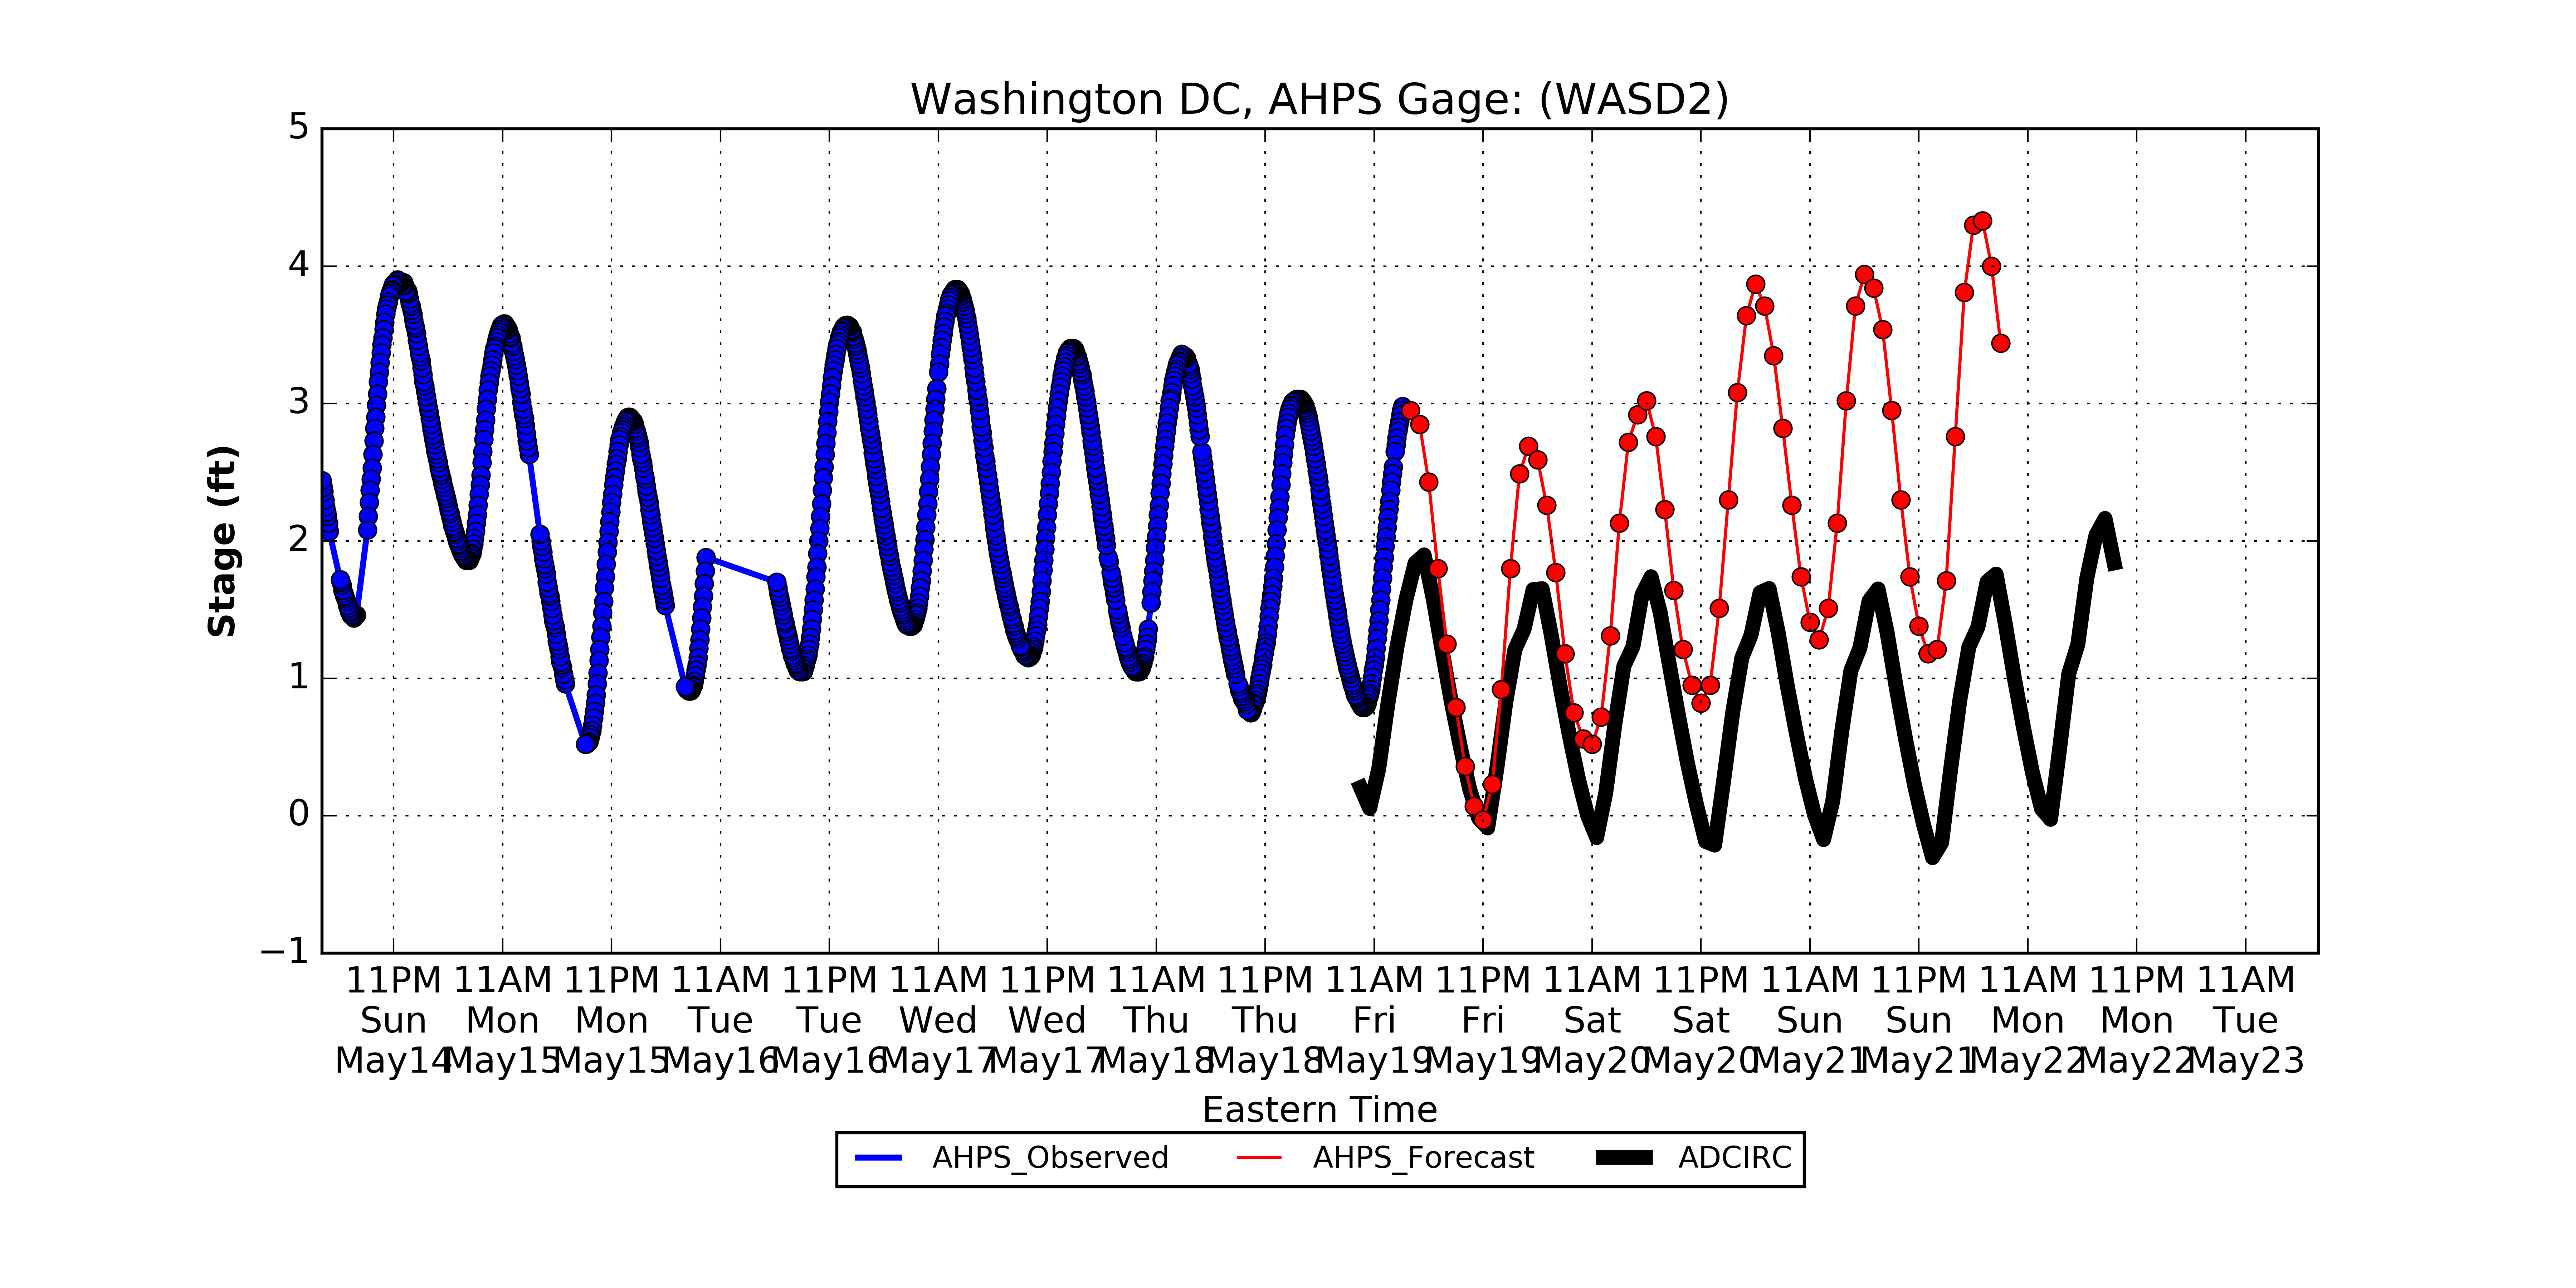 Washington DC, AHPS Gage: (WASD2)
5
4
3
2
1
0
−1
Stage (ft)
11PM 11AM 11PM 11AM 11PM 11AM 11PM 11AM 11PM 11AM 11PM 11AM 11PM 11AM 11PM 11AM 11PM 11AM
Sun Mon Mon Tue Tue Wed Wed Thu Thu Fri Fri Sat Sat Sun Sun Mon Mon Tue
May14 May15 May15 May16 May16 May17 May17 May18 May18 May19 May19 May20 May20 May21 May21 May22 May22 May23
Eastern Time
AHPS_Observed AHPS_Forecast ADCIRC